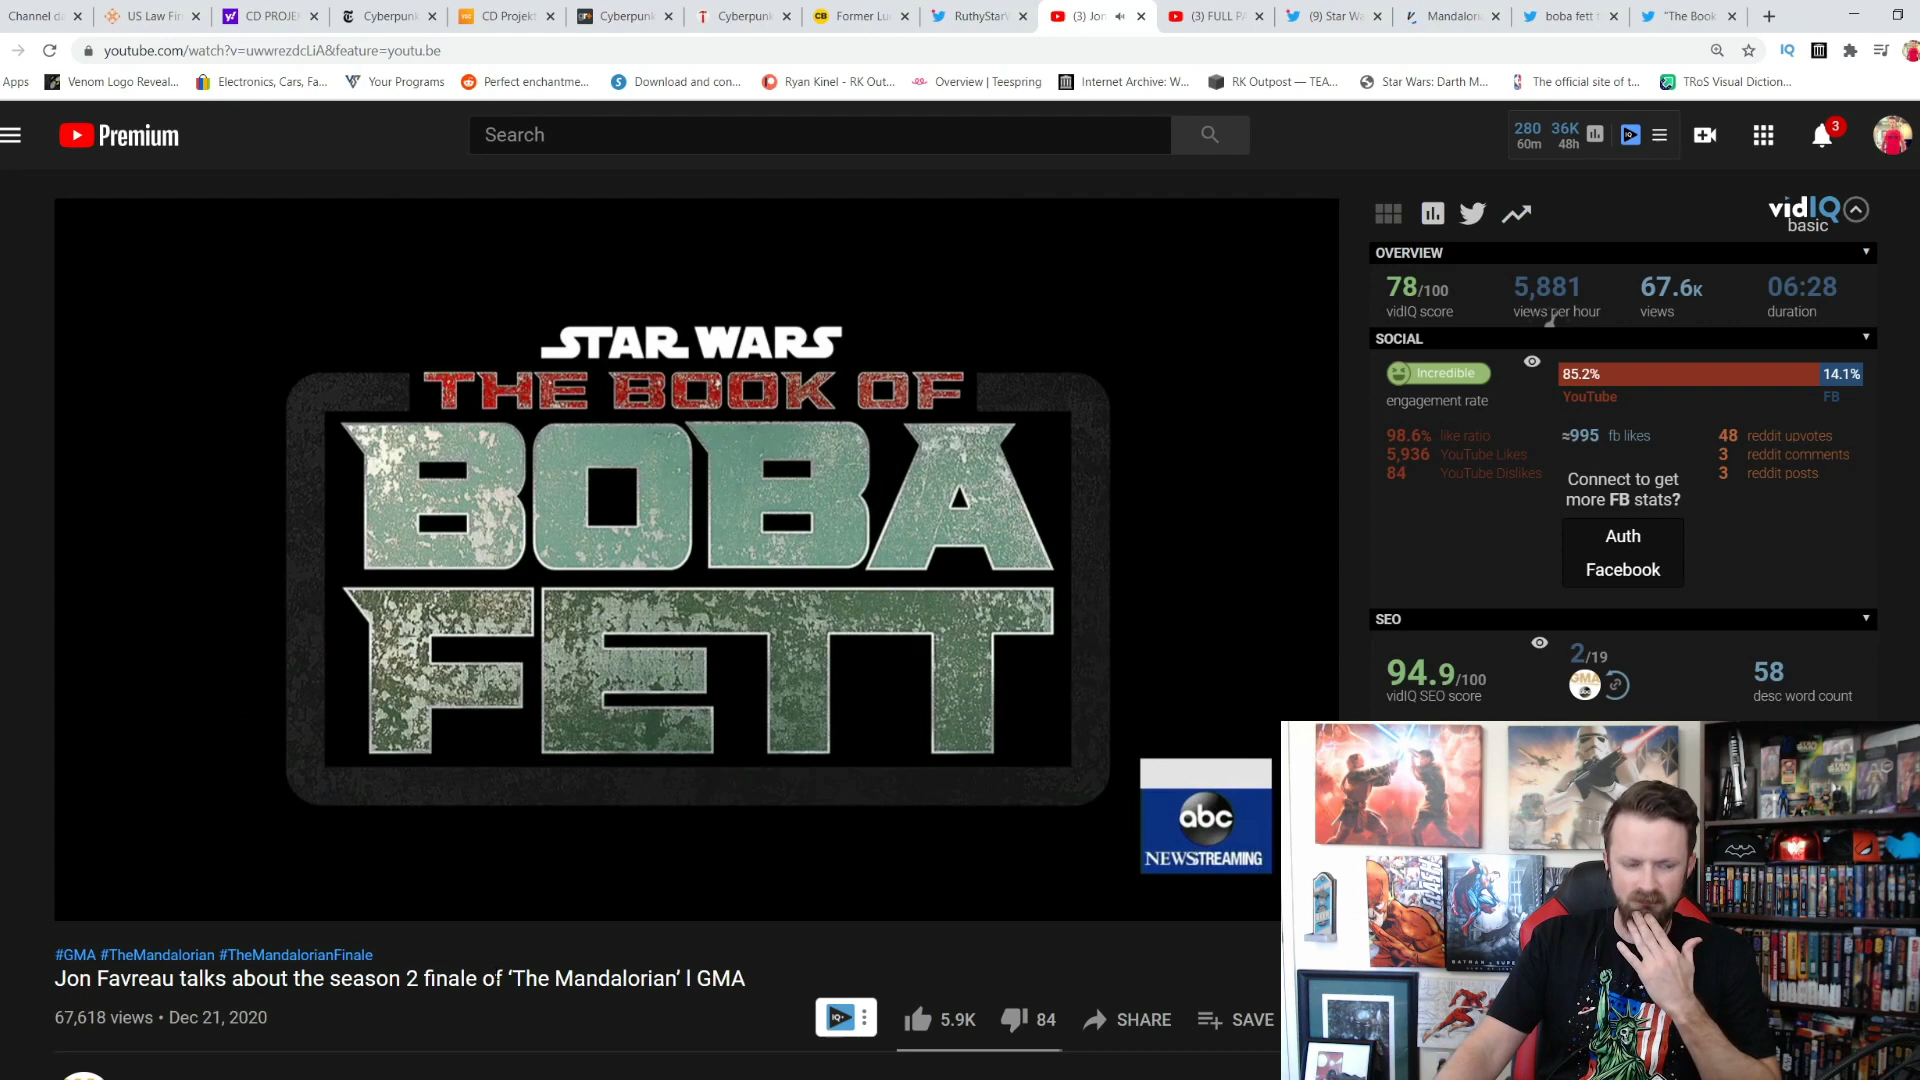 Channel da
US Law Fir
CD PROJE
Cyberpunk
CD Projekt
Cyberpunk
Cyberpunk
Former Lu
RuthyStarW
(3) Jon
(3) FULL P
(9) Star Wa
Mandalori
boba fett t
"The Book
youtube.com/watch?v=uwwrezdcLiA&feature=youtu.be
Apps
Venom Logo Reveal...
Electronics, Cars, Fa...
Your Programs
Perfect enchantme...
Download and con...
Ryan Kinel - RK Out...
Overview | Teespring
Internet Archive: W...
RK Outpost — TEA...
Star Wars: Darth M...
The official site of t...
TRoS Visual Diction...
Premium
Search
280 36K
60m 48h
3
STAR WARS
THE BOOK OF
BOBA
FETT
abc
NEWSTREAMING
vidIQ
basic
OVERVIEW
78/100 5,881 67.6K 06:28
vidIQ score views per hour views duration
SOCIAL
Incredible
engagement rate
85.2% 14.1%
YouTube FB
98.6% like ratio
5,936 YouTube Likes
84 YouTube Dislikes
≈995 fb likes
48 reddit upvotes
3 reddit comments
3 reddit posts
Connect to get
more FB stats?
Auth
Facebook
SEO
94.9/100
vidIQ SEO score
2/19
GMA
58
desc word count
#GMA #TheMandalorian #TheMandalorianFinale
Jon Favreau talks about the season 2 finale of ‘The Mandalorian’ l GMA
67,618 views • Dec 21, 2020
IQ
5.9K
84
SHARE
SAVE
FLASH